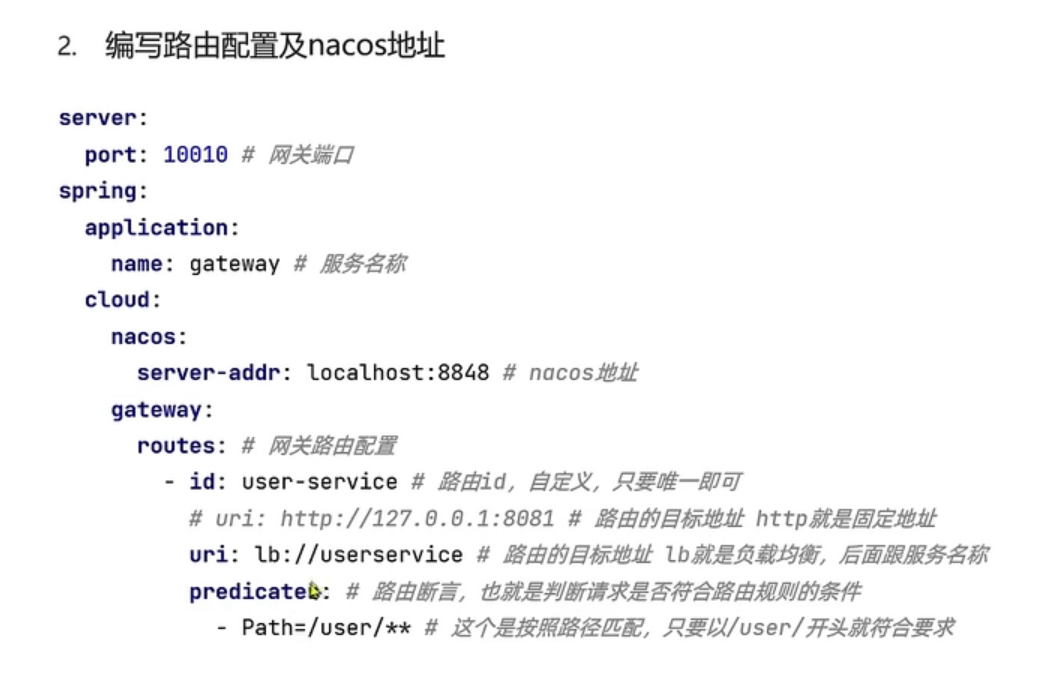 2. 编写路由配置及nacos地址
server:
  port: 10010 # 网关端口
spring:
  application:
    name: gateway # 服务名称
  cloud:
    nacos:
      server-addr: localhost:8848 # nacos地址
    gateway:
      routes: # 网关路由配置
        - id: user-service # 路由id，自定义，只要唯一即可
          # uri: http://127.0.0.1:8081 # 路由的目标地址 http就是固定地址
          uri: lb://userservice # 路由的目标地址 lb就是负载均衡，后面跟服务名称
          predicates: # 路由断言，也就是判断请求是否符合路由规则的条件
            - Path=/user/** # 这个是按照路径匹配，只要以/user/开头就符合要求